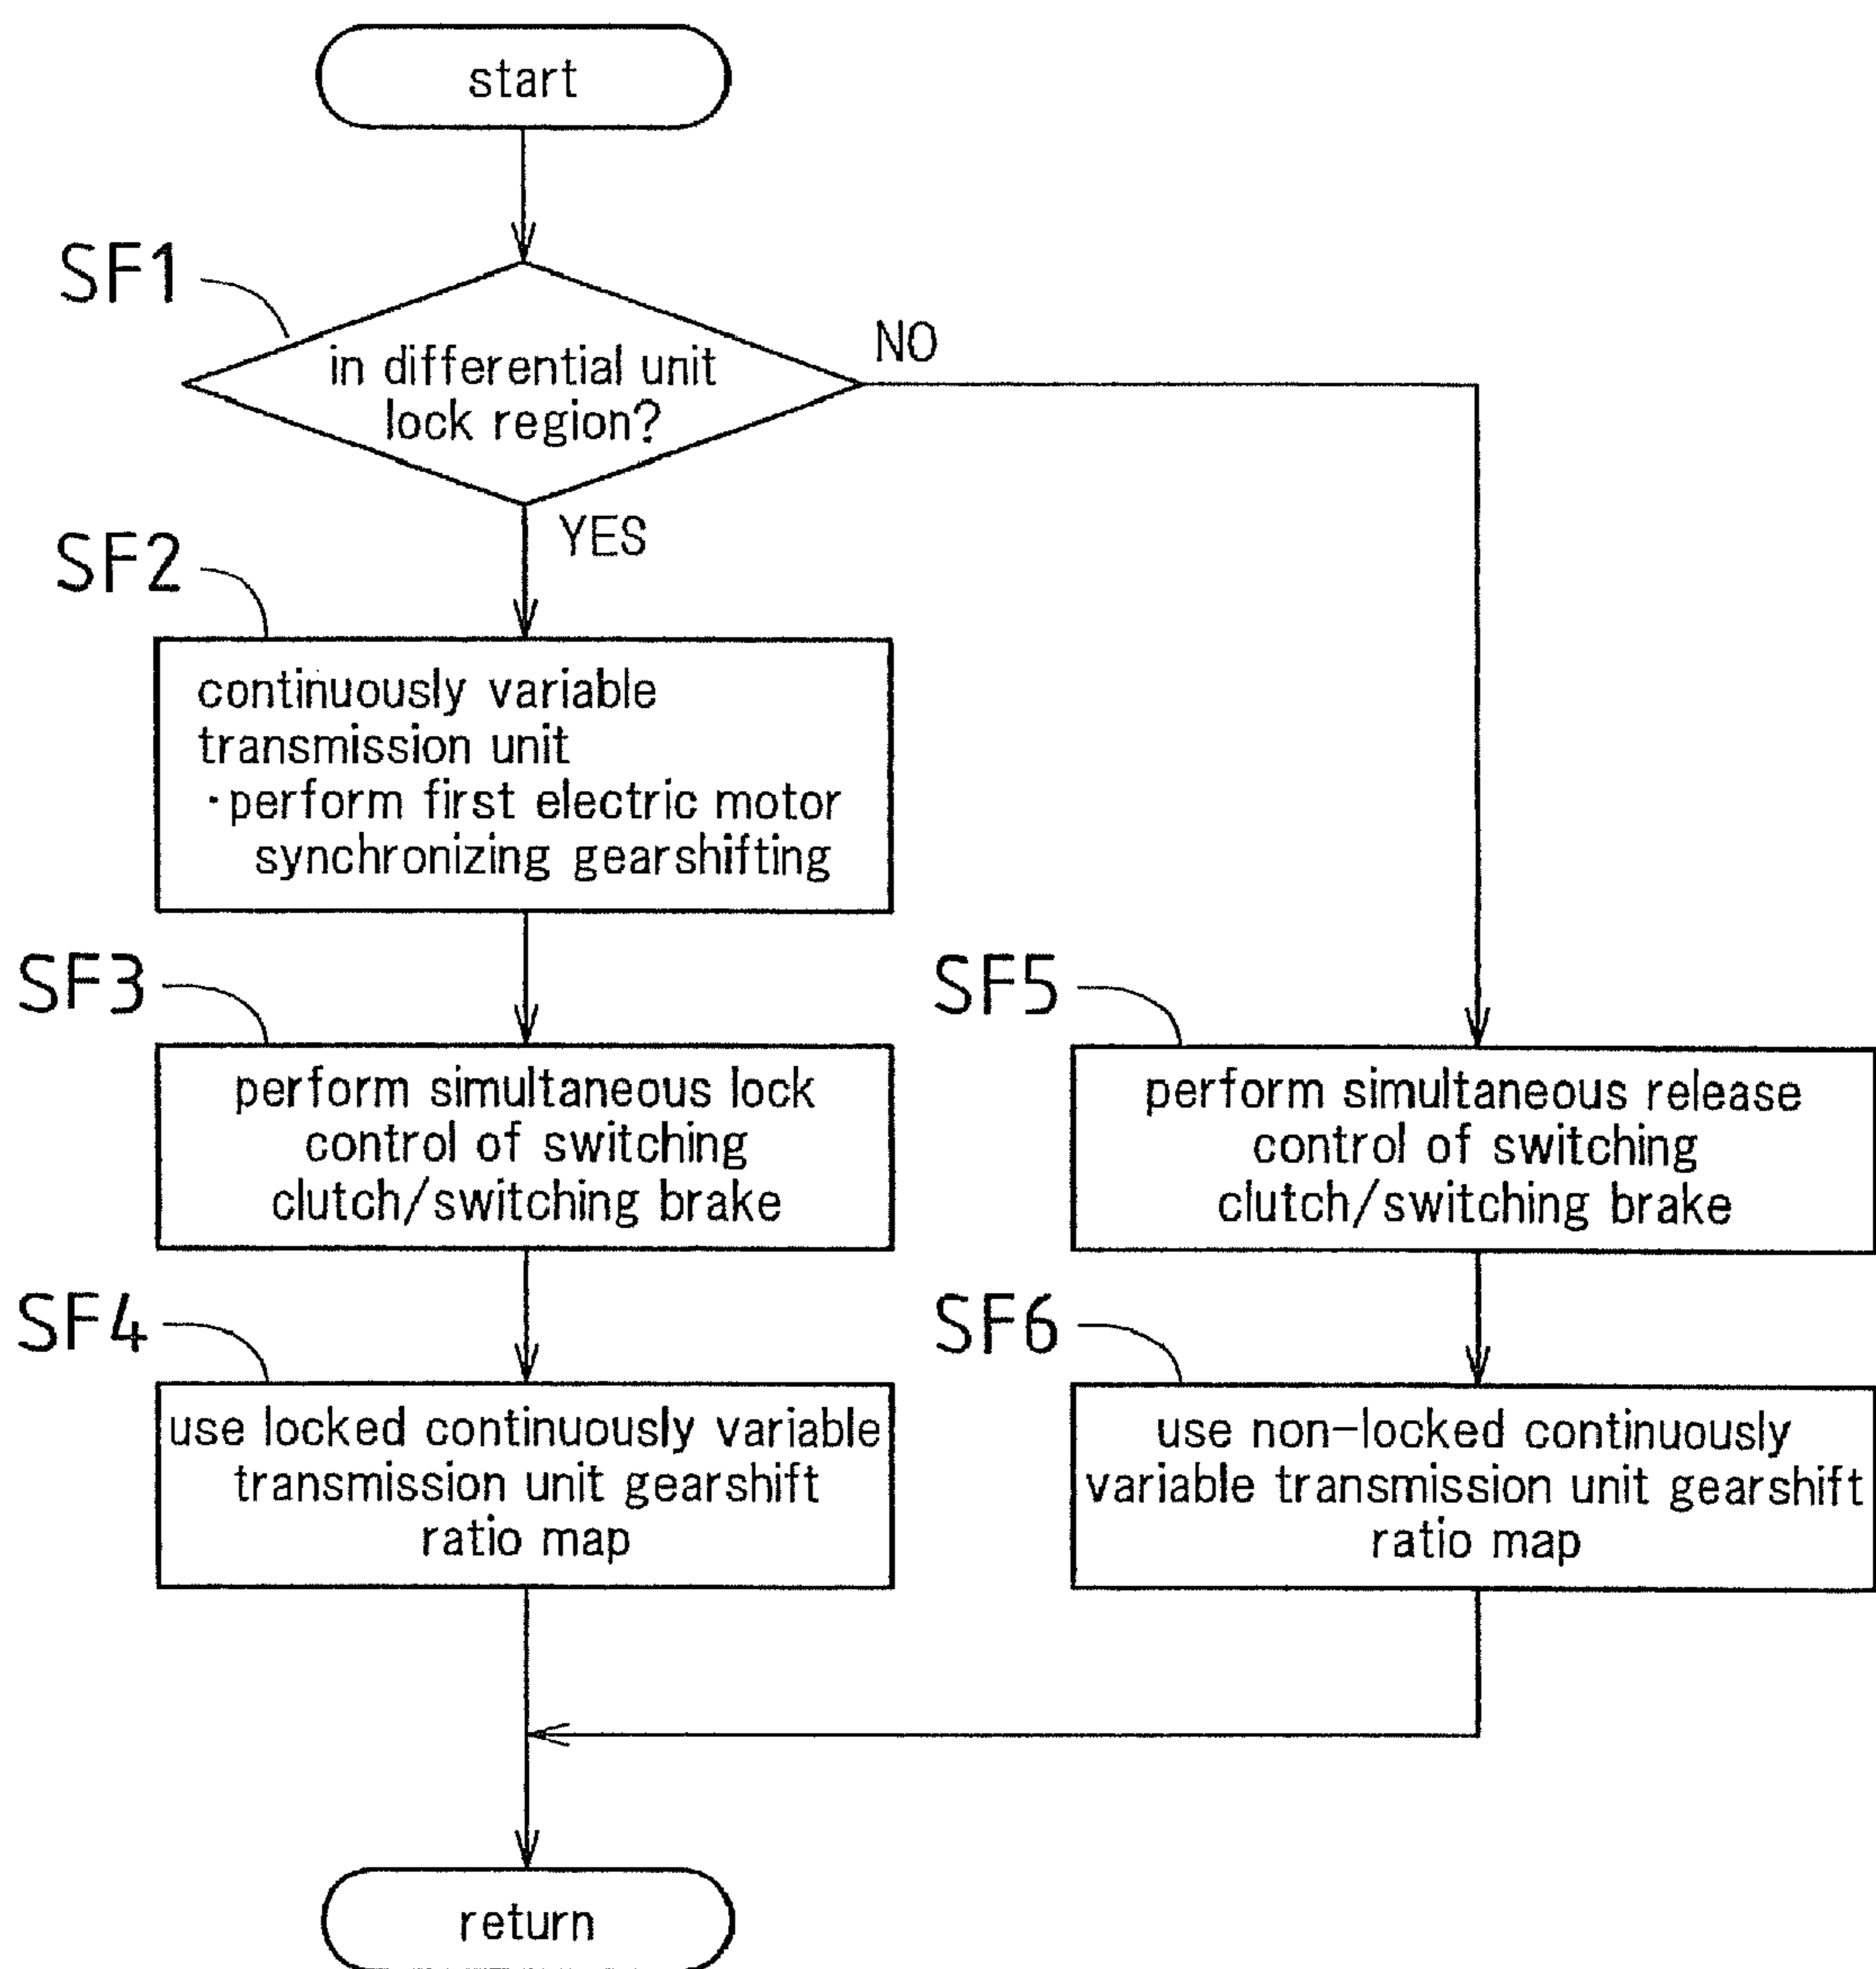 start
SF1
in differential unit
lock region?
NO
YES
SF2
continuously variable
transmission unit
・perform first electric motor
synchronizing gearshifting
SF3
perform simultaneous lock
control of switching
clutch/switching brake
SF5
perform simultaneous release
control of switching
clutch/switching brake
SF4
use locked continuously variable
transmission unit gearshift
ratio map
SF6
use non-locked continuously
variable transmission unit gearshift
ratio map
return